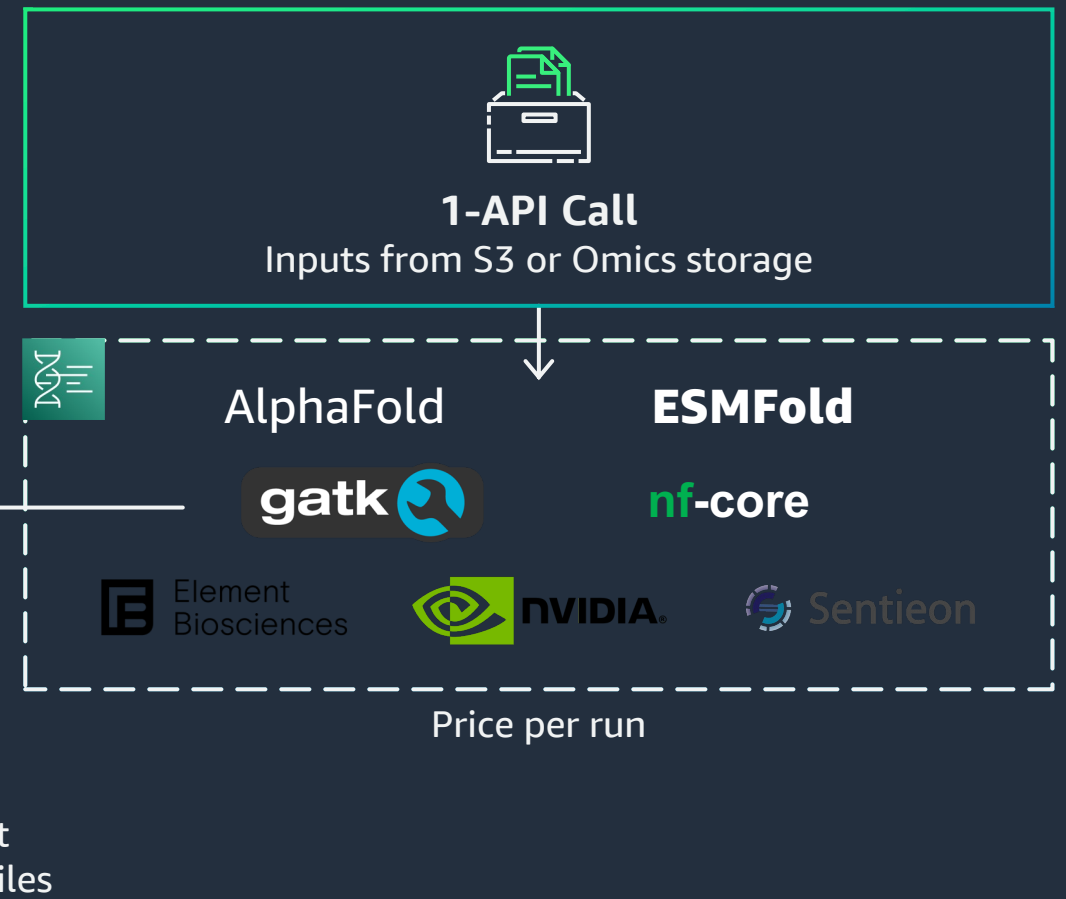 1-API Call
Inputs from S3 or Omics storage
AlphaFold
ESMFold
gatk
nf-core
Element
Biosciences
NVIDIA.
Sentieon
Price per run
t
iles